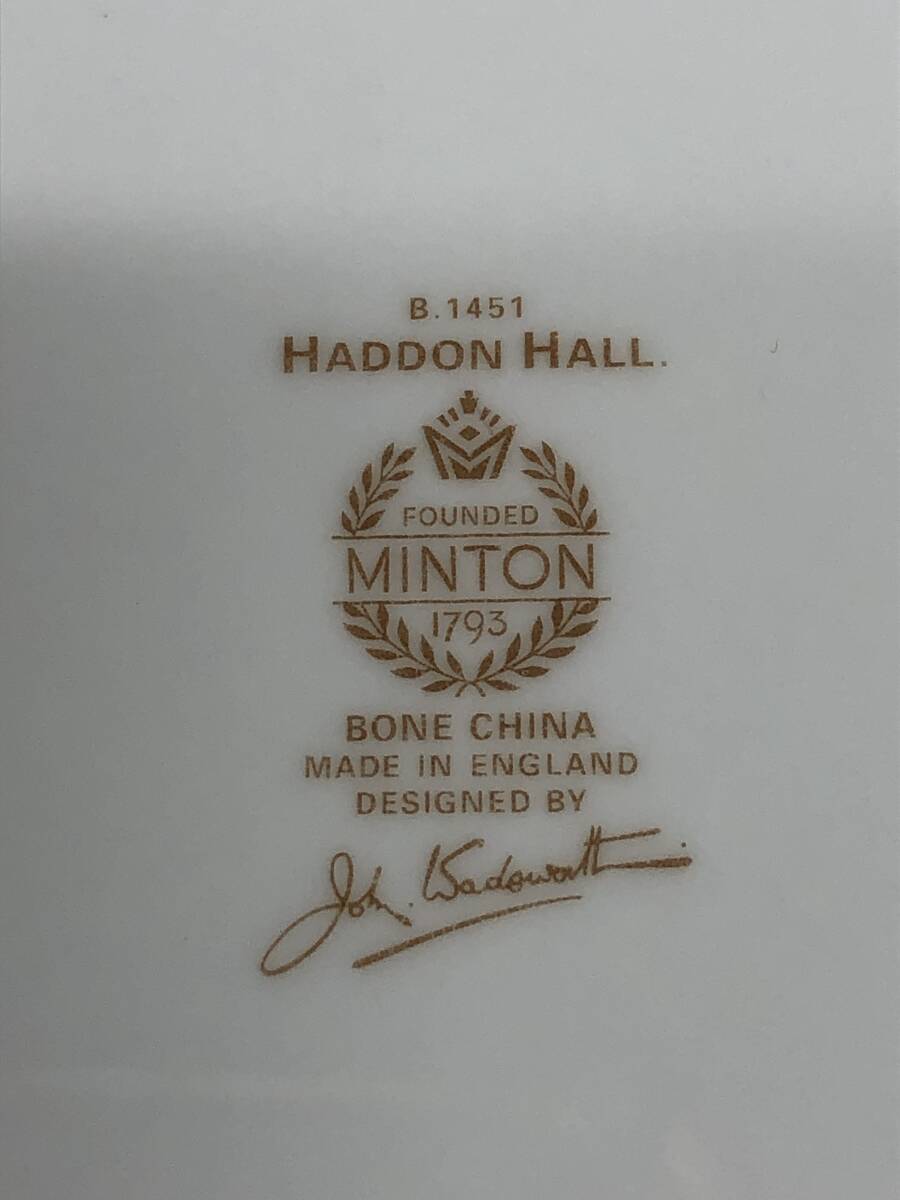 B.1451
HADDON HALL.
FOUNDED
MINTON
1793
BONE CHINA
MADE IN ENGLAND
DESIGNED BY
John Wadsworth